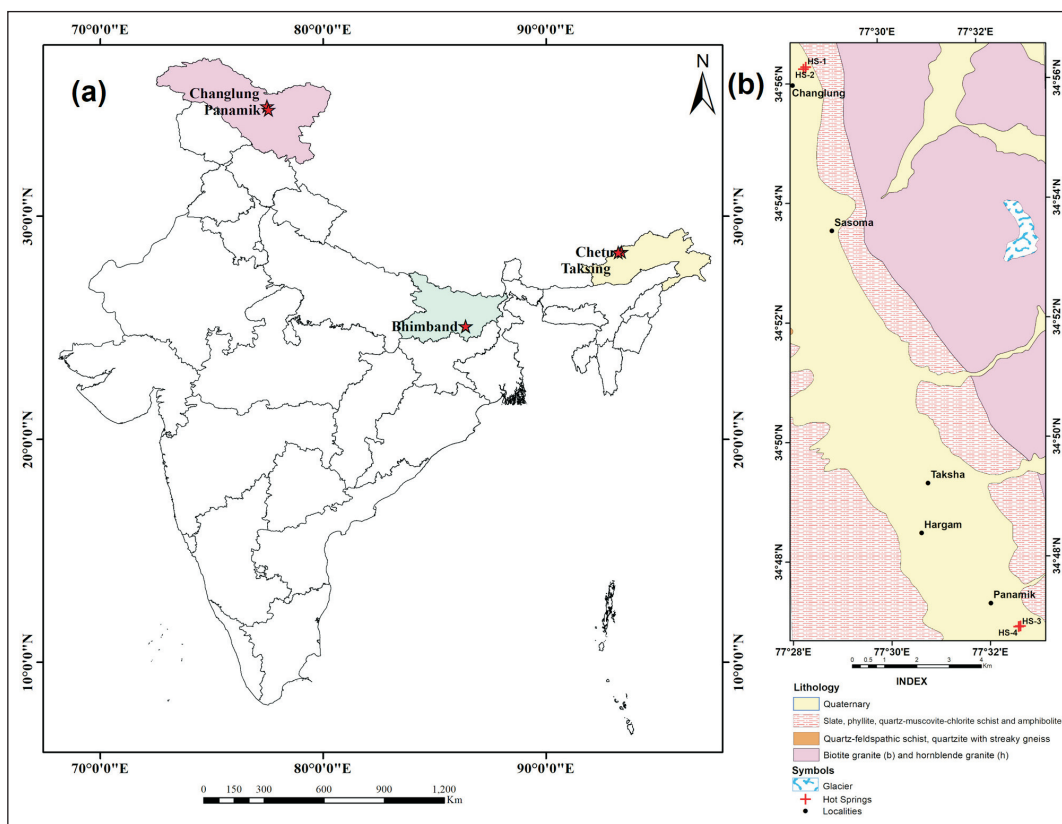 70°0'0"E
80°0'0"E
90°0'0"E
(a)
N
Changlung
Panamik
30°0'0"N
30°0'0"N
Chetu
Taksing
Bhimband
20°0'0"N
20°0'0"N
10°0'0"N
10°0'0"N
70°0'0"E
80°0'0"E
90°0'0"E
0 150 300 600 900 1,200
Km
77°30'E
77°32'E
(b)
HS-1
HS-2
Changlung
34°56'N
34°56'N
34°54'N
34°54'N
Sasoma
34°52'N
34°52'N
34°50'N
34°50'N
Taksha
Hargam
34°48'N
34°48'N
Panamik
HS-3
HS-4
77°28'E
77°30'E
77°32'E
0 0.5 1 2 3 4
Km
INDEX
Lithology
Quaternary
Slate, phyllite, quartz-muscovite-chlorite schist and amphibolite
Quartz-feldspathic schist, quartzite with streaky gneiss
Biotite granite (b) and hornblende granite (h)
Symbols
Glacier
Hot Springs
Localities